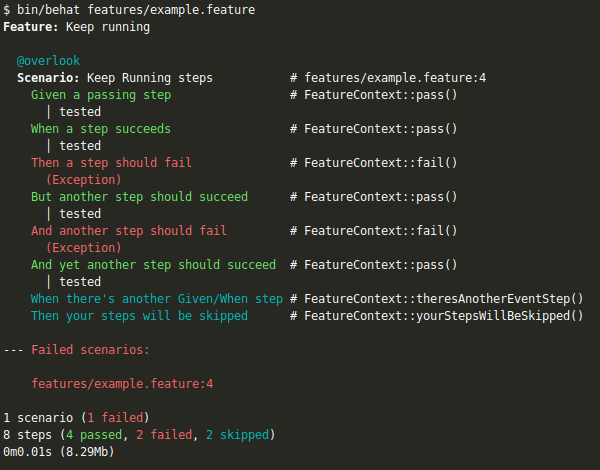 $ bin/behat features/example.feature
Feature: Keep running
@overlook
Scenario: Keep Running steps # features/example.feature:4
Given a passing step # FeatureContext::pass()
│ tested
When a step succeeds # FeatureContext::pass()
│ tested
Then a step should fail # FeatureContext::fail()
(Exception)
But another step should succeed # FeatureContext::pass()
│ tested
And another step should fail # FeatureContext::fail()
(Exception)
And yet another step should succeed # FeatureContext::pass()
│ tested
When there's another Given/When step # FeatureContext::theresAnotherEventStep()
Then your steps will be skipped # FeatureContext::yourStepsWillBeSkipped()
--- Failed scenarios:
features/example.feature:4
1 scenario (1 failed)
8 steps (4 passed, 2 failed, 2 skipped)
0m0.01s (8.29Mb)